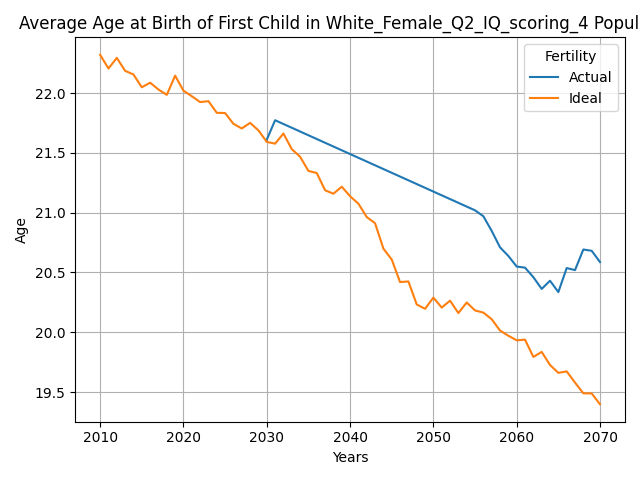 Average Age at Birth of First Child in White_Female_Q2_IQ_scoring_4 Popul
Fertility
Actual
Ideal
22.0
21.5
21.0
20.5
20.0
19.5
Age
2010 2020 2030 2040 2050 2060 2070
Years